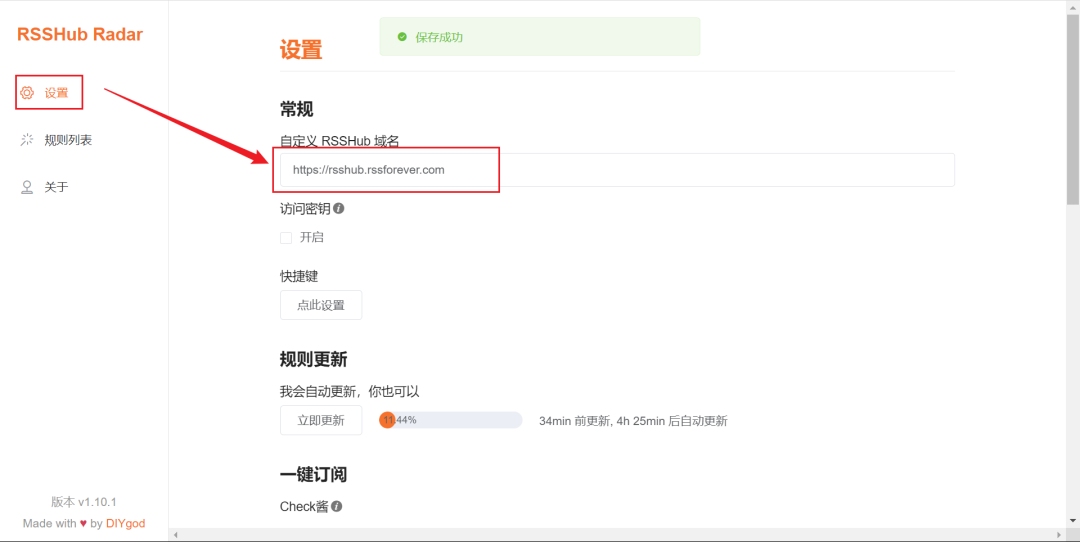 RSSHub Radar
设置
规则列表
关于
版本 v1.10.1
Made with ♥ by DIYgod
保存成功
设置
常规
自定义 RSSHub 域名
https://rsshub.rssforever.com
访问密钥
开启
快捷键
点此设置
规则更新
我会自动更新，你也可以
立即更新
11.44%
34min 前更新, 4h 25min 后自动更新
一键订阅
Check酱